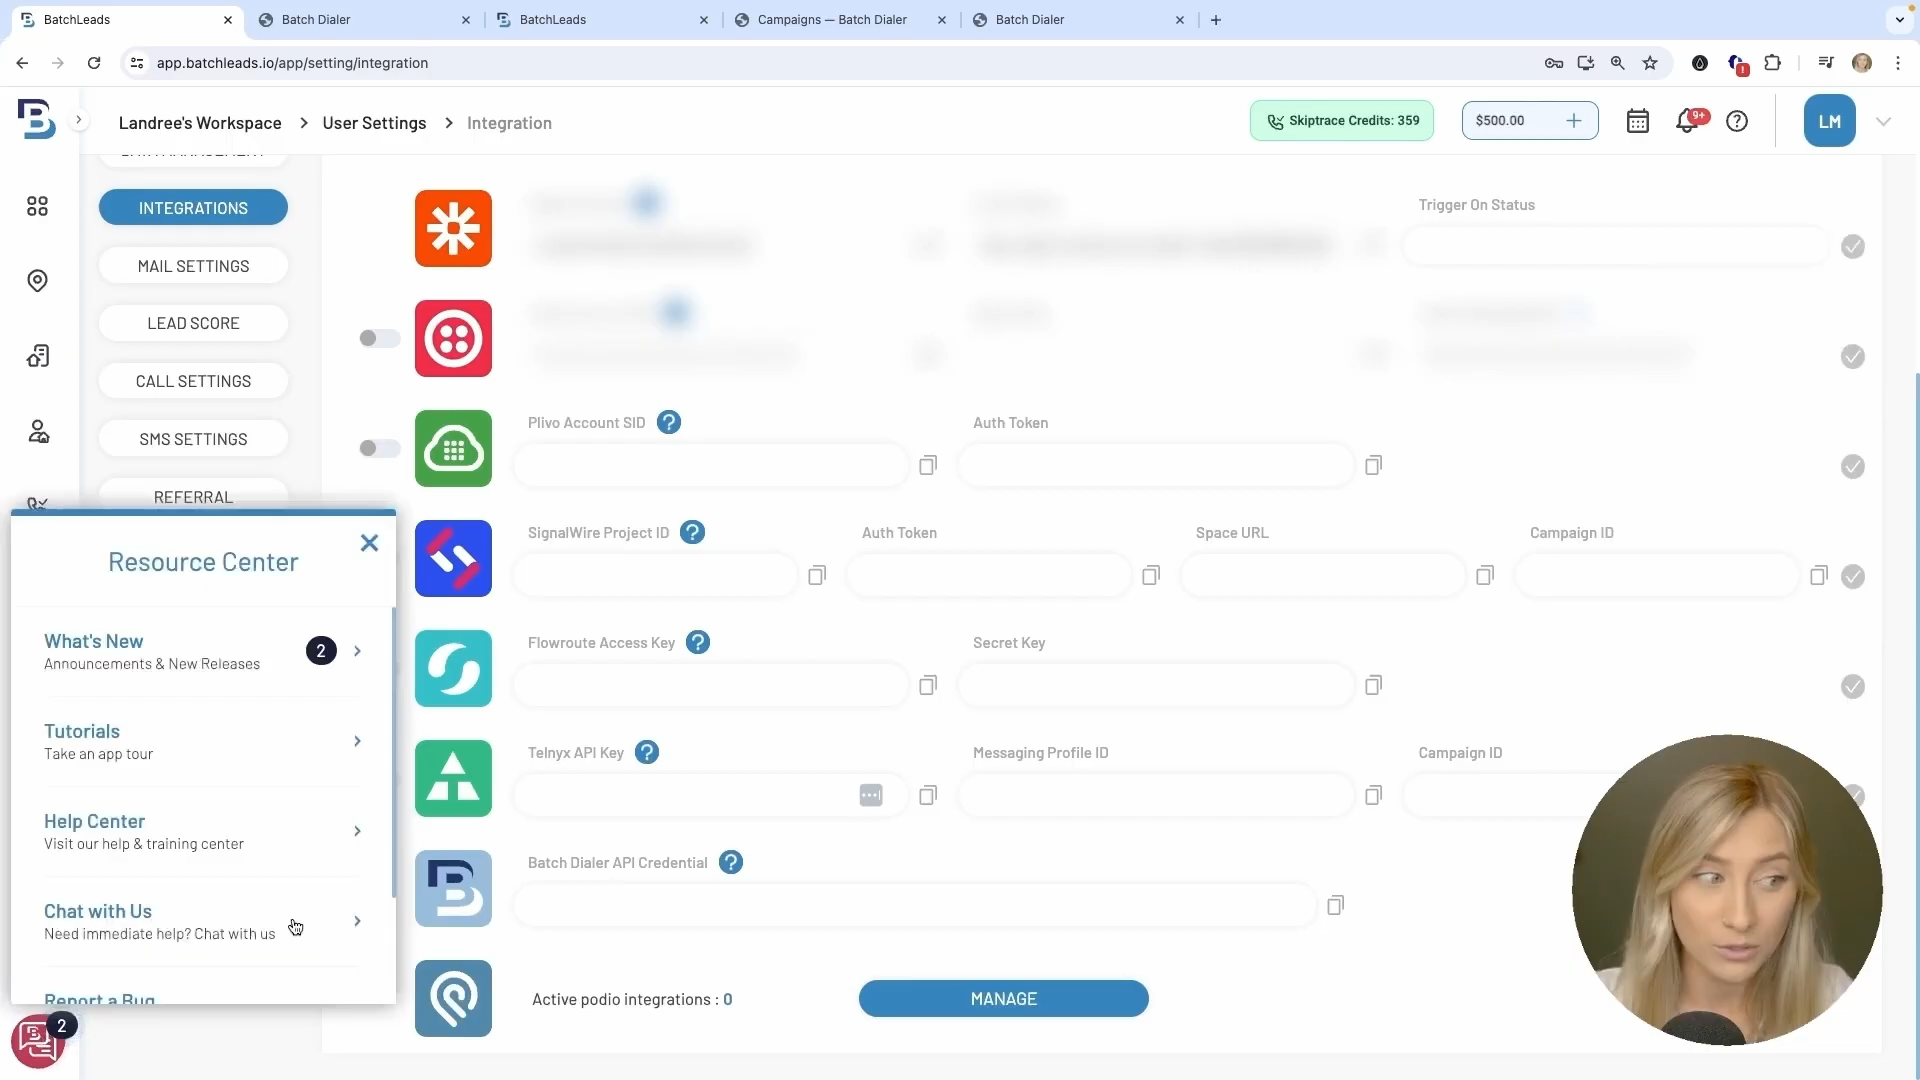 BatchLeads
Batch Dialer
BatchLeads
Campaigns — Batch Dialer
Batch Dialer
app.batchleads.io/app/setting/integration
Landree's Workspace > User Settings > Integration
Skiptrace Credits: 359
$500.00
9+
LM
INTEGRATIONS
MAIL SETTINGS
LEAD SCORE
CALL SETTINGS
SMS SETTINGS
REFERRAL
Trigger On Status
Plivo Account SID
Auth Token
SignalWire Project ID
Auth Token
Space URL
Campaign ID
Flowroute Access Key
Secret Key
Telnyx API Key
Messaging Profile ID
Campaign ID
Batch Dialer API Credential
Active podio integrations : 0
MANAGE
Resource Center
What's New
Announcements & New Releases
2
Tutorials
Take an app tour
Help Center
Visit our help & training center
Chat with Us
Need immediate help? Chat with us
Report a Bug
2